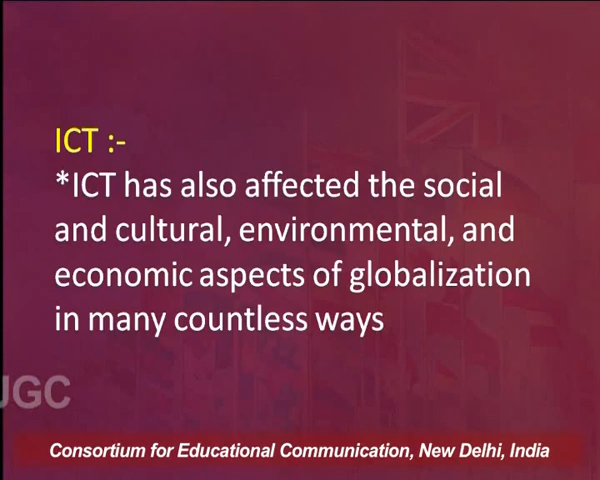 ICT :-
*ICT has also affected the social
and cultural, environmental, and
economic aspects of globalization
in many countless ways
UGC
Consortium for Educational Communication, New Delhi, India